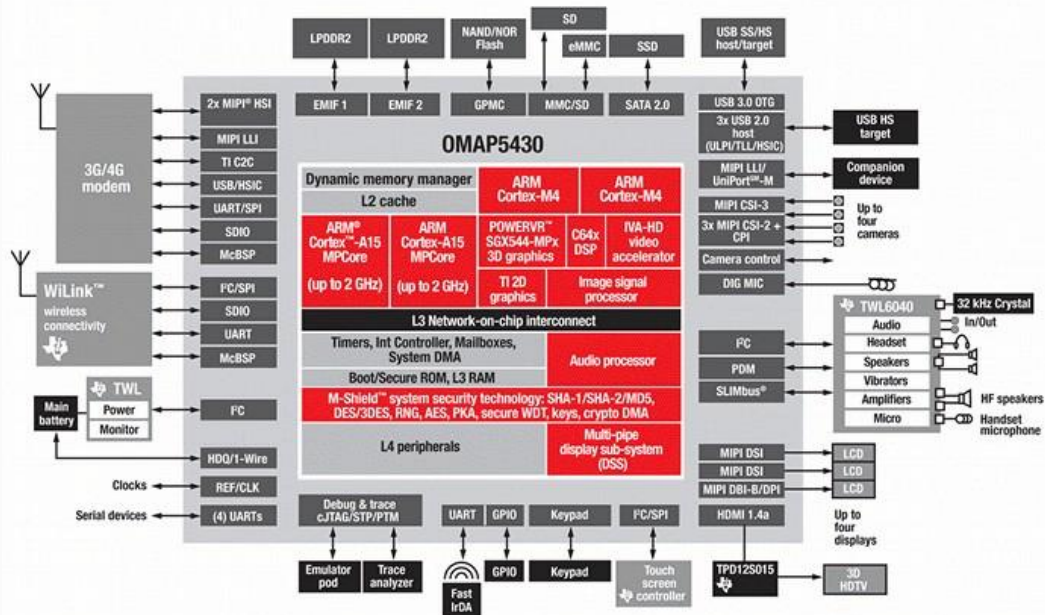 SD
LPDDR2
LPDDR2
NAND/NOR
Flash
eMMC
SSD
USB SS/HS
host/target
2x MIPI® HSI
EMIF 1
EMIF 2
GPMC
MMC/SD
SATA 2.0
USB 3.0 OTG
3x USB 2.0
host
(ULPI/TLL/HSIC)
USB HS
target
3G/4G
modem
MIPI LLI
TI C2C
USB/HSIC
UART/SPI
SDIO
McBSP
OMAP5430
MIPI LLI/
UniPort℠-M
Companion
device
MIPI CSI-3
3x MIPI CSI-2 +
CPI
Up to
four
cameras
Camera control
DIG MIC
Dynamic memory manager
L2 cache
ARM
Cortex-M4
ARM
Cortex-M4
ARM®
Cortex™-A15
MPCore
(up to 2 GHz)
ARM
Cortex-A15
MPCore
(up to 2 GHz)
POWERVR™
SGX544-MPx
3D graphics
C64x
DSP
IVA-HD
video
accelerator
TI 2D
graphics
Image signal
processor
L3 Network-on-chip interconnect
Timers, Int Controller, Mailboxes,
System DMA
Audio processor
Boot/Secure ROM, L3 RAM
M-Shield™ system security technology: SHA-1/SHA-2/MD5,
DES/3DES, RNG, AES, PKA, secure WDT, keys, crypto DMA
L4 peripherals
Multi-pipe
display sub-system
(DSS)
WiLink™
wireless
connectivity
I²C/SPI
SDIO
UART
McBSP
TWL
Power
Monitor
Main
battery
I²C
HDQ/1-Wire
Clocks
REF/CLK
Serial devices
(4) UARTs
TWL6040
32 kHz Crystal
Audio
In/Out
Headset
Speakers
Vibrators
Amplifiers
HF speakers
Micro
Handset
microphone
I²C
PDM
SLIMbus®
MIPI DSI
LCD
MIPI DSI
LCD
MIPI DBI-B/DPI
LCD
Up to
four
displays
HDMI 1.4a
Debug & trace
cJTAG/STP/PTM
UART
GPIO
Keypad
I²C/SPI
Emulator
pod
Trace
analyzer
Fast
IrDA
GPIO
Keypad
Touch
screen
controller
TPD12S015
3D
HDTV